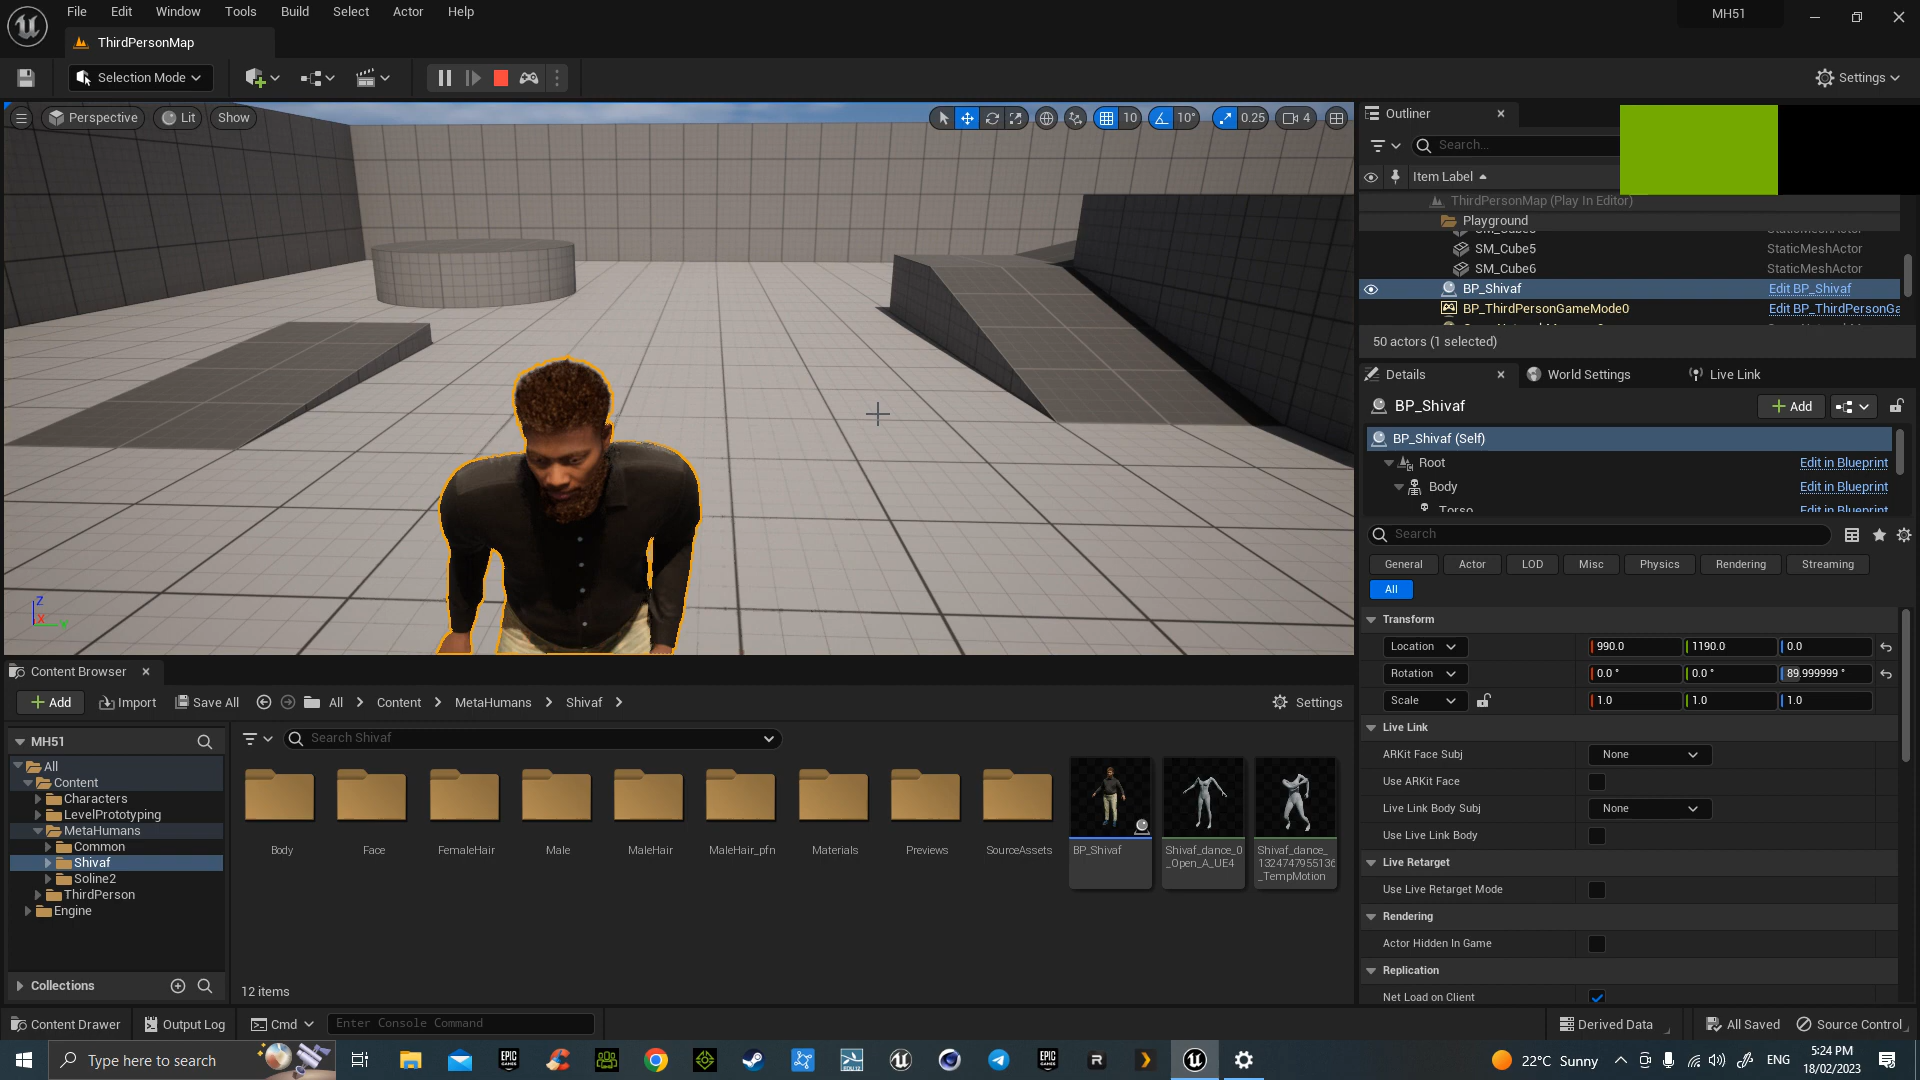 File Edit Window Tools Build Select Actor Help
MH51
ThirdPersonMap
Selection Mode
Settings
Perspective Lit Show
10 10° 0.25 4
Outliner
Search...
Item Label
ThirdPersonMap (Play In Editor)
Playground
SM_Cube5 StaticMeshActor
SM_Cube6 StaticMeshActor
BP_Shivaf Edit BP_Shivaf
BP_ThirdPersonGameMode0 Edit BP_ThirdPersonGa
50 actors (1 selected)
Details World Settings Live Link
BP_Shivaf
Add
BP_Shivaf (Self)
Root Edit in Blueprint
Body Edit in Blueprint
Torso Edit in Blueprint
Search
General Actor LOD Misc Physics Rendering Streaming
All
Transform
Location 990.0 1190.0 0.0
Rotation 0.0 ° 0.0 ° 89.999999 °
Scale 1.0 1.0 1.0
Live Link
ARKit Face Subj None
Use ARKit Face
Live Link Body Subj None
Use Live Link Body
Live Retarget
Use Live Retarget Mode
Rendering
Actor Hidden In Game
Replication
Net Load on Client
Z
X
Y
Content Browser
Add Import Save All All Content MetaHumans Shivaf Settings
MH51
Search Shivaf
All
Content
Characters
LevelPrototyping
MetaHumans
Common
Shivaf
Soline2
ThirdPerson
Engine
Collections
Body Face FemaleHair Male MaleHair MaleHair_pfn Materials Previews SourceAssets BP_Shivaf
Shivaf_dance_0
_Open_A_UE4
Shivaf_dance_
1324747955136
_TempMotion
12 items
Content Drawer Output Log Cmd Enter Console Command Derived Data All Saved Source Control
Type here to search
22°C Sunny
ENG
5:24 PM
18/02/2023